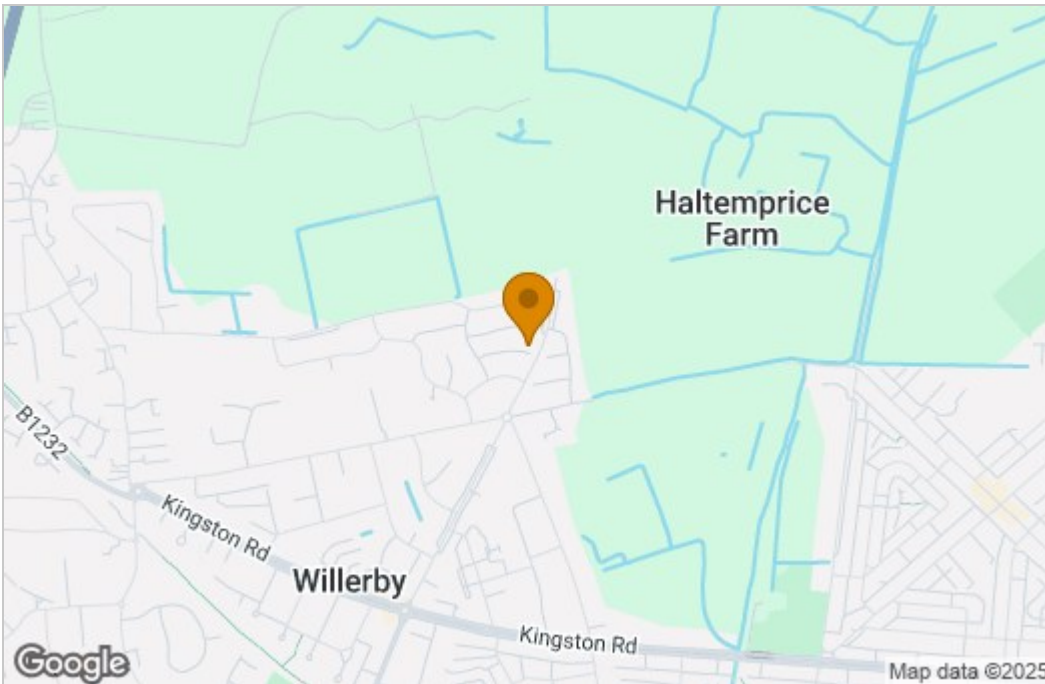 Haltemprice
Farm
B1232
Kingston Rd
Willerby
Kingston Rd
Google
Map data ©2025